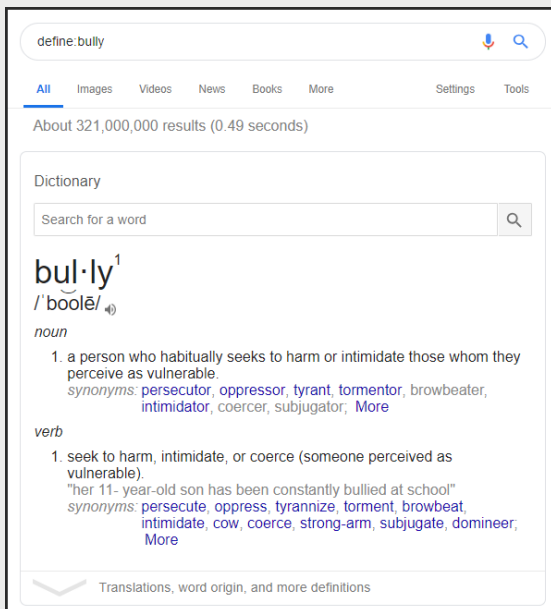 define:bully
All Images Videos News Books More Settings Tools
About 321,000,000 results (0.49 seconds)
Dictionary
Search for a word
bul·ly1
/ˈbo͝olē/
noun
1. a person who habitually seeks to harm or intimidate those whom they
perceive as vulnerable.
synonyms: persecutor, oppressor, tyrant, tormentor, browbeater,
intimidator, coercer, subjugator; More
verb
1. seek to harm, intimidate, or coerce (someone perceived as
vulnerable).
"her 11- year-old son has been constantly bullied at school"
synonyms: persecute, oppress, tyrannize, torment, browbeat,
intimidate, cow, coerce, strong-arm, subjugate, domineer;
More
Translations, word origin, and more definitions